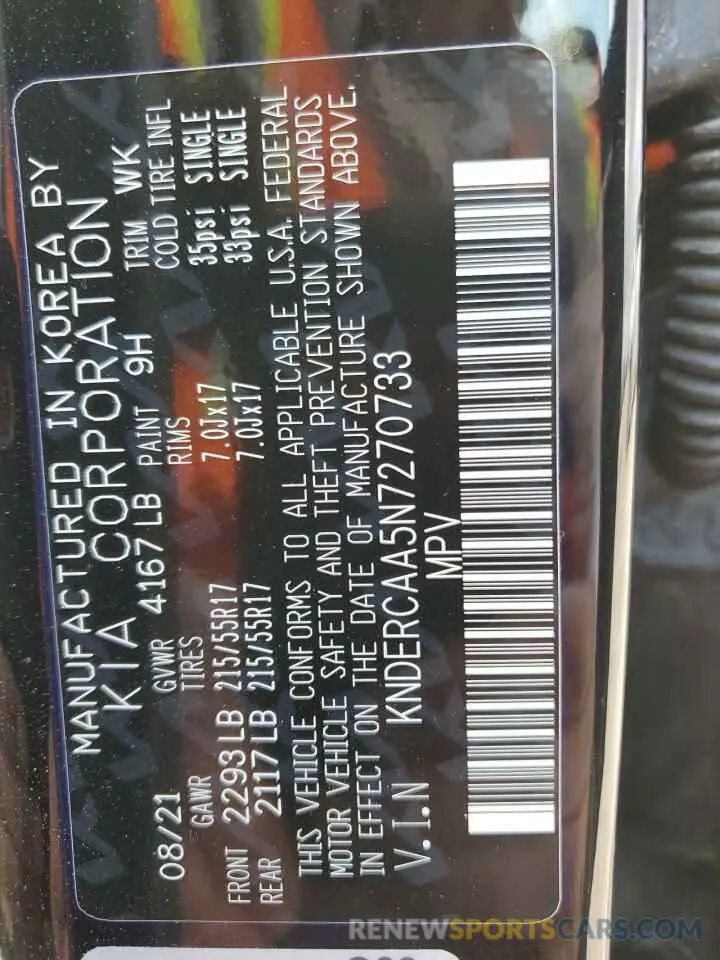 MANUFACTURED IN KOREA BY
KIA CORPORATION
08/21 GVWR 4167 LB PAINT 9H TRIM WK
GAWR TIRES RIMS COLD TIRE INFL
FRONT 2293 LB 215/55R17 7.0Jx17 35psi SINGLE
REAR 2117 LB 215/55R17 7.0Jx17 33psi SINGLE
THIS VEHICLE CONFORMS TO ALL APPLICABLE U.S.A. FEDERAL
MOTOR VEHICLE SAFETY AND THEFT PREVENTION STANDARDS
IN EFFECT ON THE DATE OF MANUFACTURE SHOWN ABOVE.
V.I.N KNDERCAA5N7270733
MPV
RENEWSPORTSCARS.COM